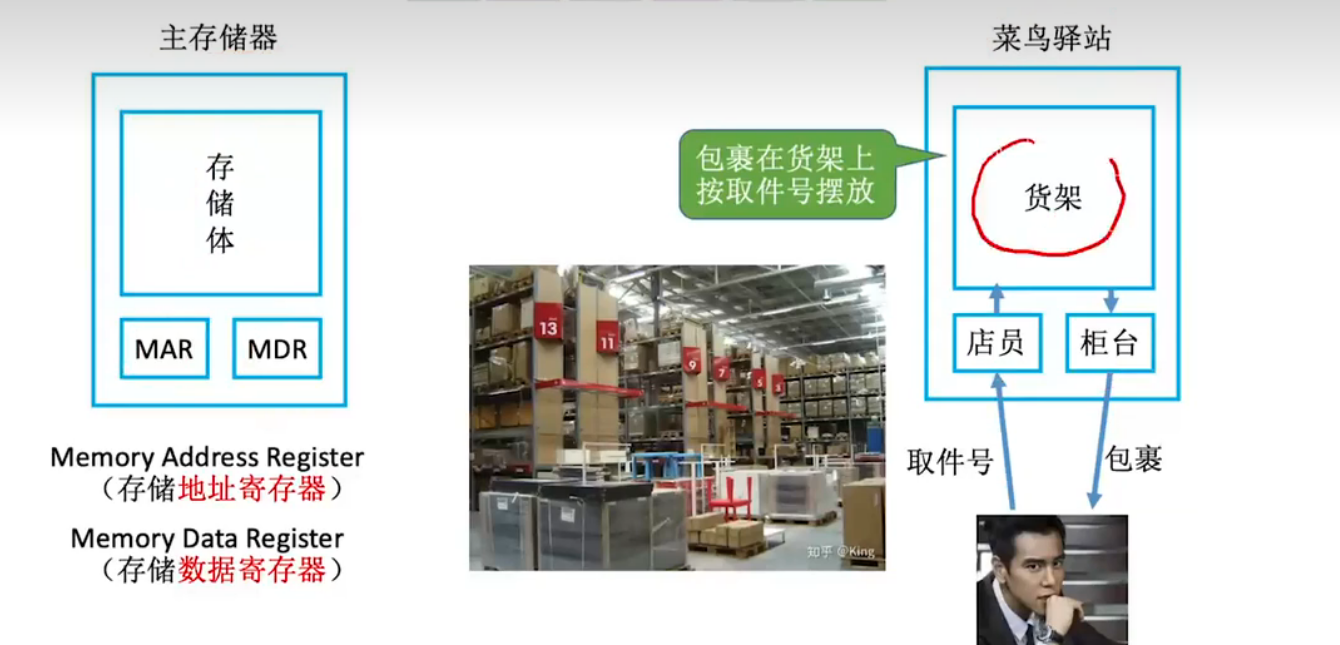 主存储器
存
储
体
MAR
MDR
Memory Address Register
（存储地址寄存器）
Memory Data Register
（存储数据寄存器）
包裹在货架上
按取件号摆放
13
11
9
7
5
3
知乎 @King
菜鸟驿站
货架
店员
柜台
取件号
包裹